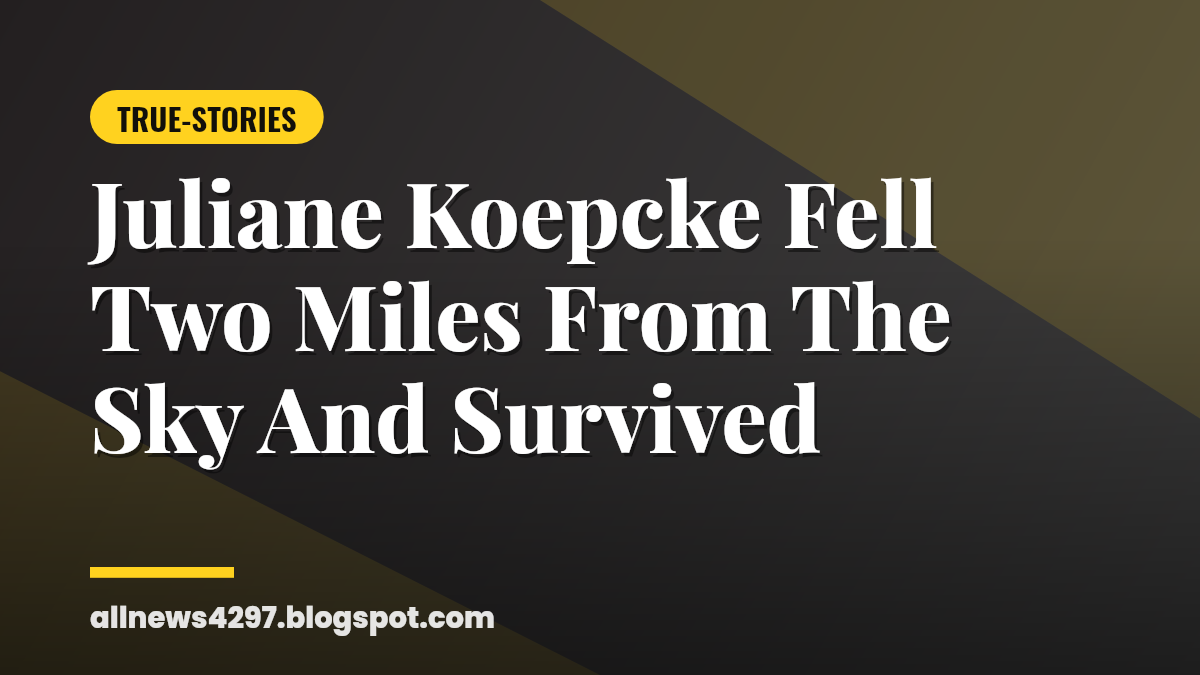 TRUE-STORIES
Juliane Koepcke Fell
Two Miles From The
Sky And Survived
allnews4297.blogspot.com